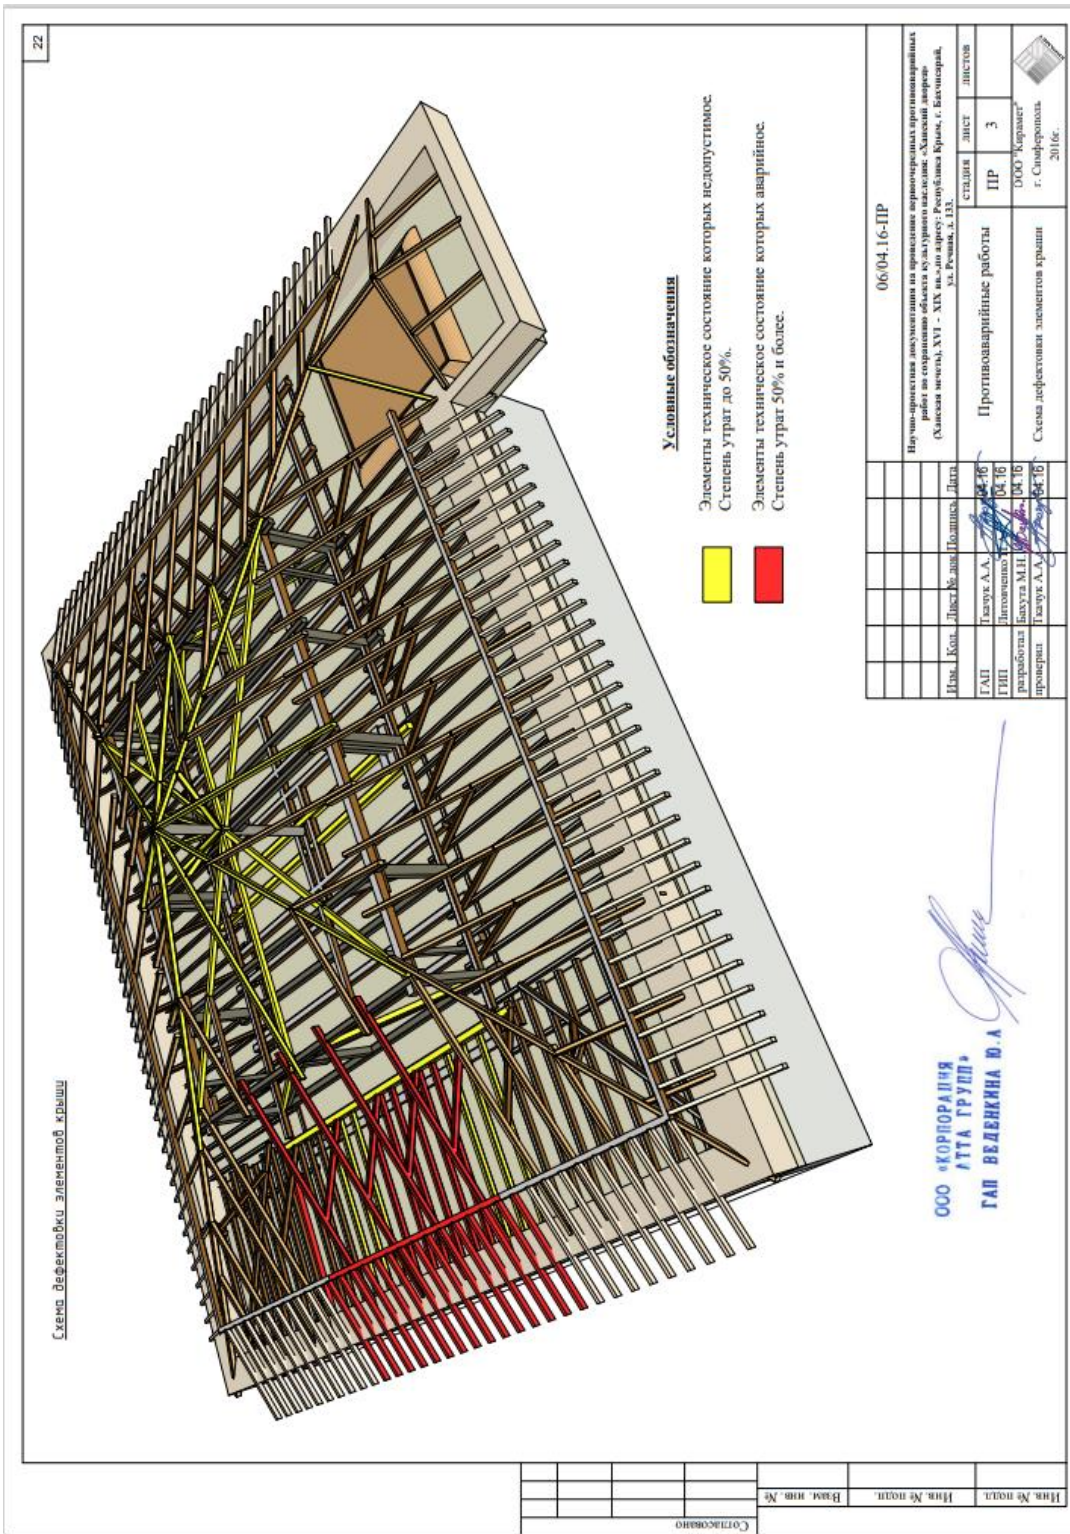 22
Схема дефектовки элементов крыши
Условные обозначения
Элементы техническое состояние которых недопустимое.
Степень утрат до 50%.
Элементы техническое состояние которых аварийное.
Степень утрат 50% и более.
ООО «КОРПОРАЦИЯ
АТТА ГРУПП»
ГАП ВЕДЕНКИНА Ю.А
06/04.16-ПР
Научно-проектная документация на проведение первоочередных противоаварийных
работ по сохранению объекта культурного наследия: «Ханский дворец»
(Ханская мечеть), XVI - XIX вв.», по адресу: Республика Крым, г. Бахчисарай,
ул. Речная, д. 133.
Изм. Кол. Лист № док Подпись Дата
ГАП Ткачук А.А. 04.16
ГИП Литовченко 04.16
разработал Бахута М.Н. 04.16
проверил Ткачук А.А. 04.16
Противоаварийные работы
стадия лист листов
ПР 3
Схема дефектовки элементов крыши
ООО "Кирамет"
г. Симферополь
2016г.
Согласовано
Взам. инв. №
Инв. № подл.
Инв. № подл.